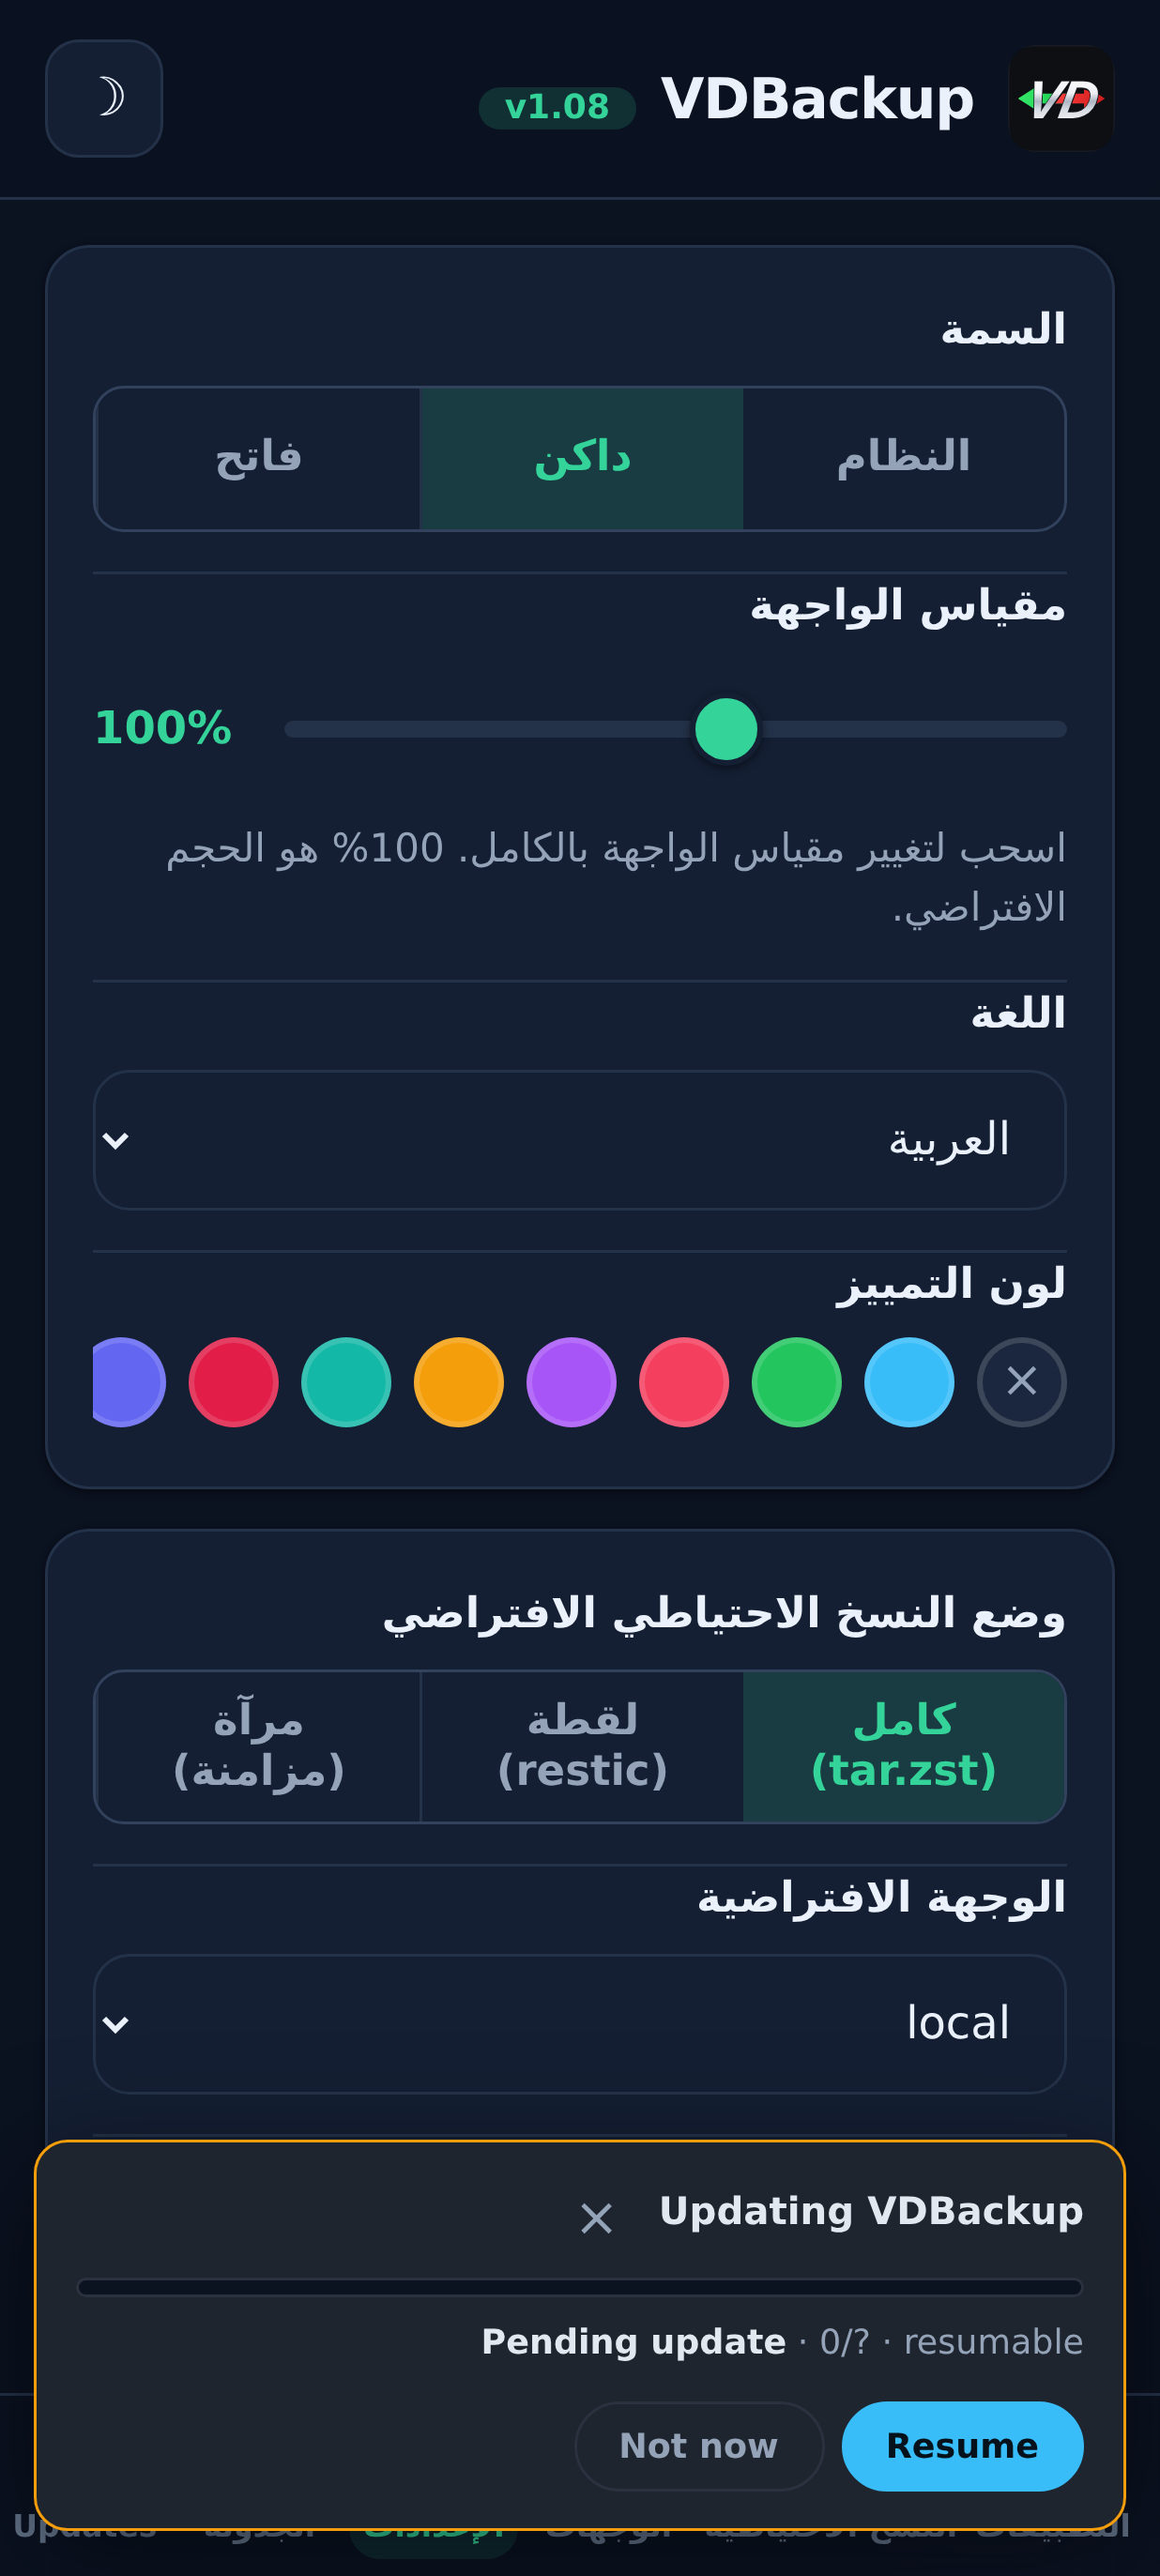 VDBackup v1.08
السمة
النظام داكن فاتح
مقياس الواجهة
100%
اسحب لتغيير مقياس الواجهة بالكامل. 100% هو الحجم
الافتراضي.
اللغة
العربية
لون التمييز
وضع النسخ الاحتياطي الافتراضي
كامل (tar.zst)
لقطة (restic)
مرآة (مزامنة)
الوجهة الافتراضية
local
Updating VDBackup
Pending update · 0/? · resumable
Resume Not now